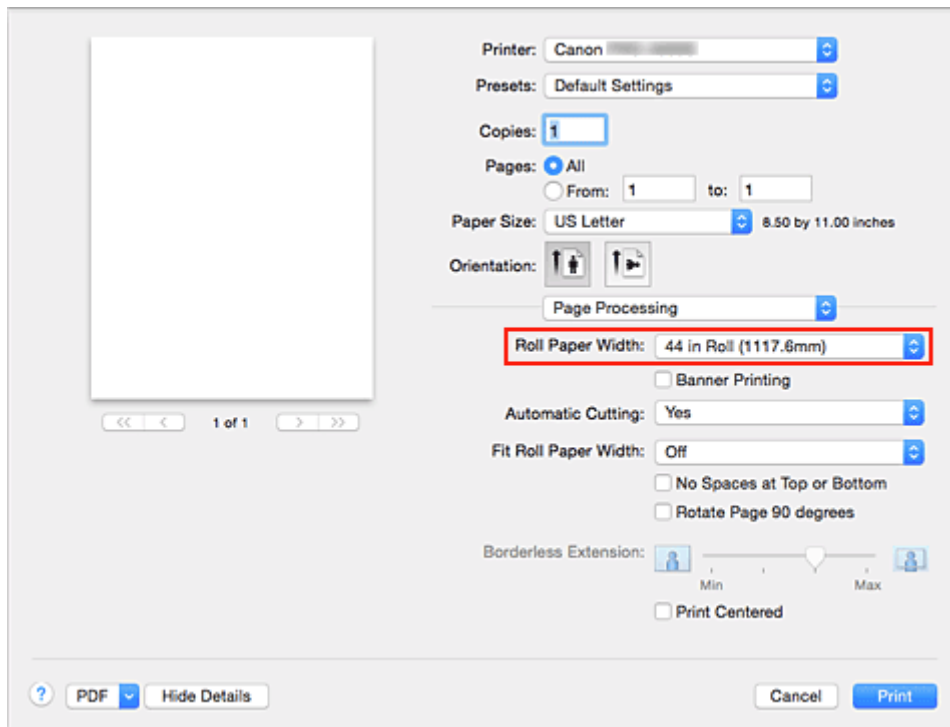 Printer: Canon
Presets: Default Settings
Copies: 1
Pages: All
From: 1 to: 1
Paper Size: US Letter 8.50 by 11.00 inches
Orientation:
Page Processing
Roll Paper Width: 44 in Roll (1117.6mm)
Banner Printing
<< < 1 of 1 > >>
Automatic Cutting: Yes
Fit Roll Paper Width: Off
No Spaces at Top or Bottom
Rotate Page 90 degrees
Borderless Extension:
Min Max
Print Centered
? PDF Hide Details Cancel Print